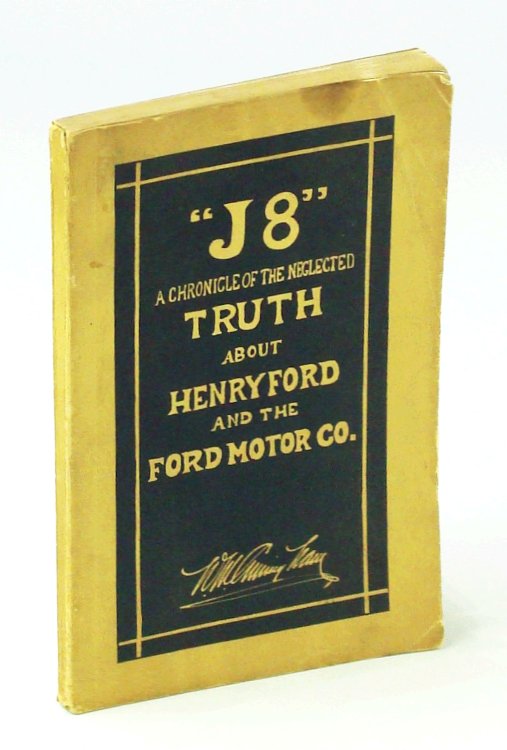 "J8"
A CHRONICLE OF THE NEGLECTED
TRUTH
ABOUT
HENRY FORD
AND THE
FORD MOTOR CO.